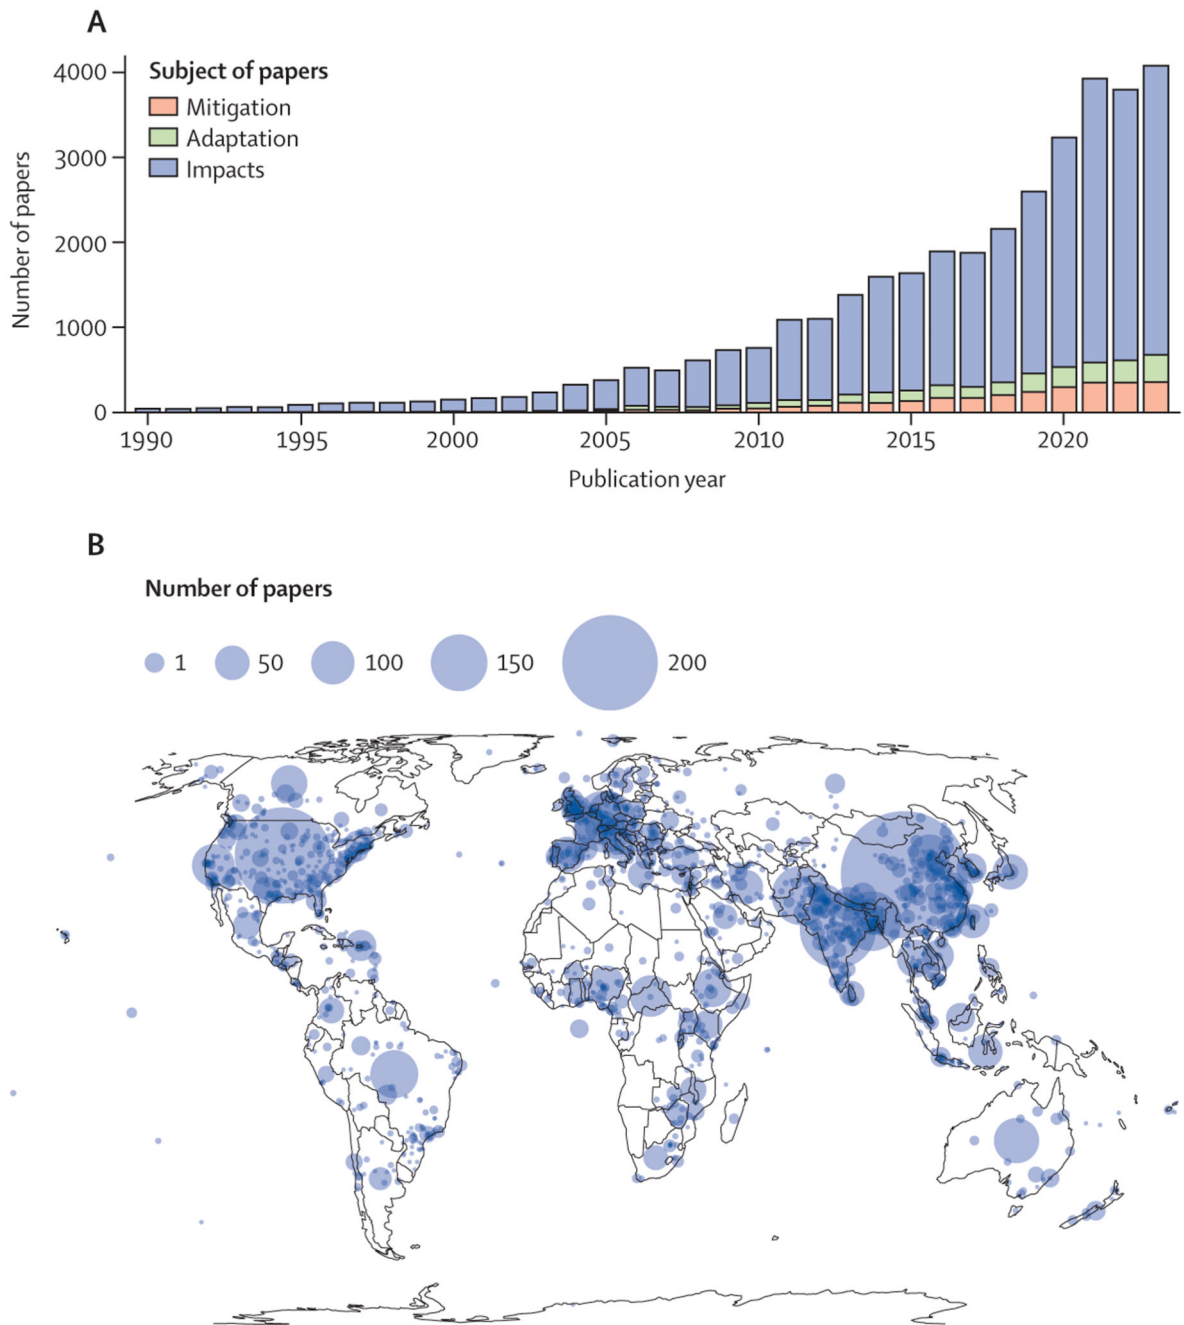 A
Subject of papers
Mitigation
Adaptation
Impacts
Number of papers
4000
3000
2000
1000
0
1990 1995 2000 2005 2010 2015 2020
Publication year
B
Number of papers
1 50 100 150 200